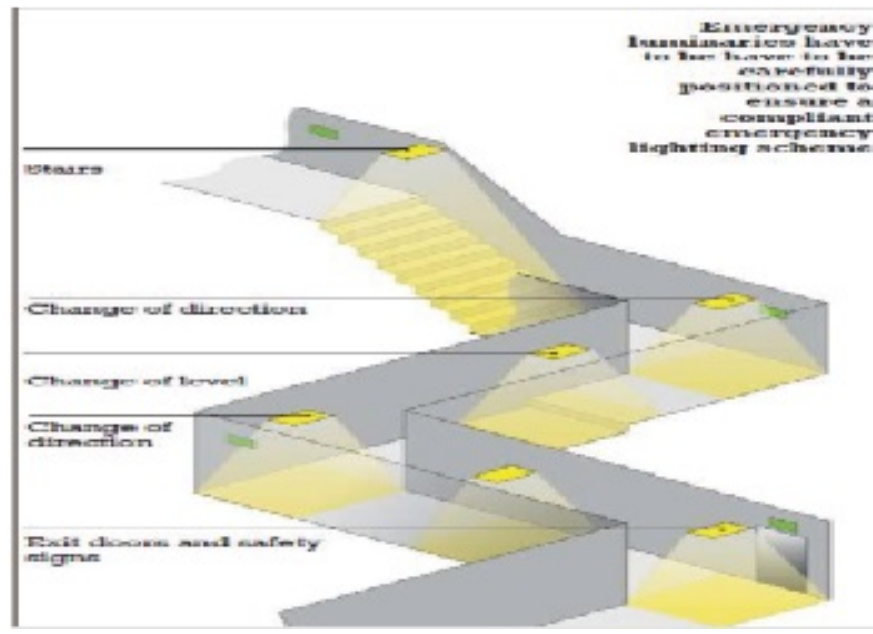 Emergency
luminaries have
to be have to be
carefully
positioned to
ensure a
compliant
emergency
lighting scheme
Stairs
Change of direction
Change of level
Change of
direction
Exit doors and safety
signs